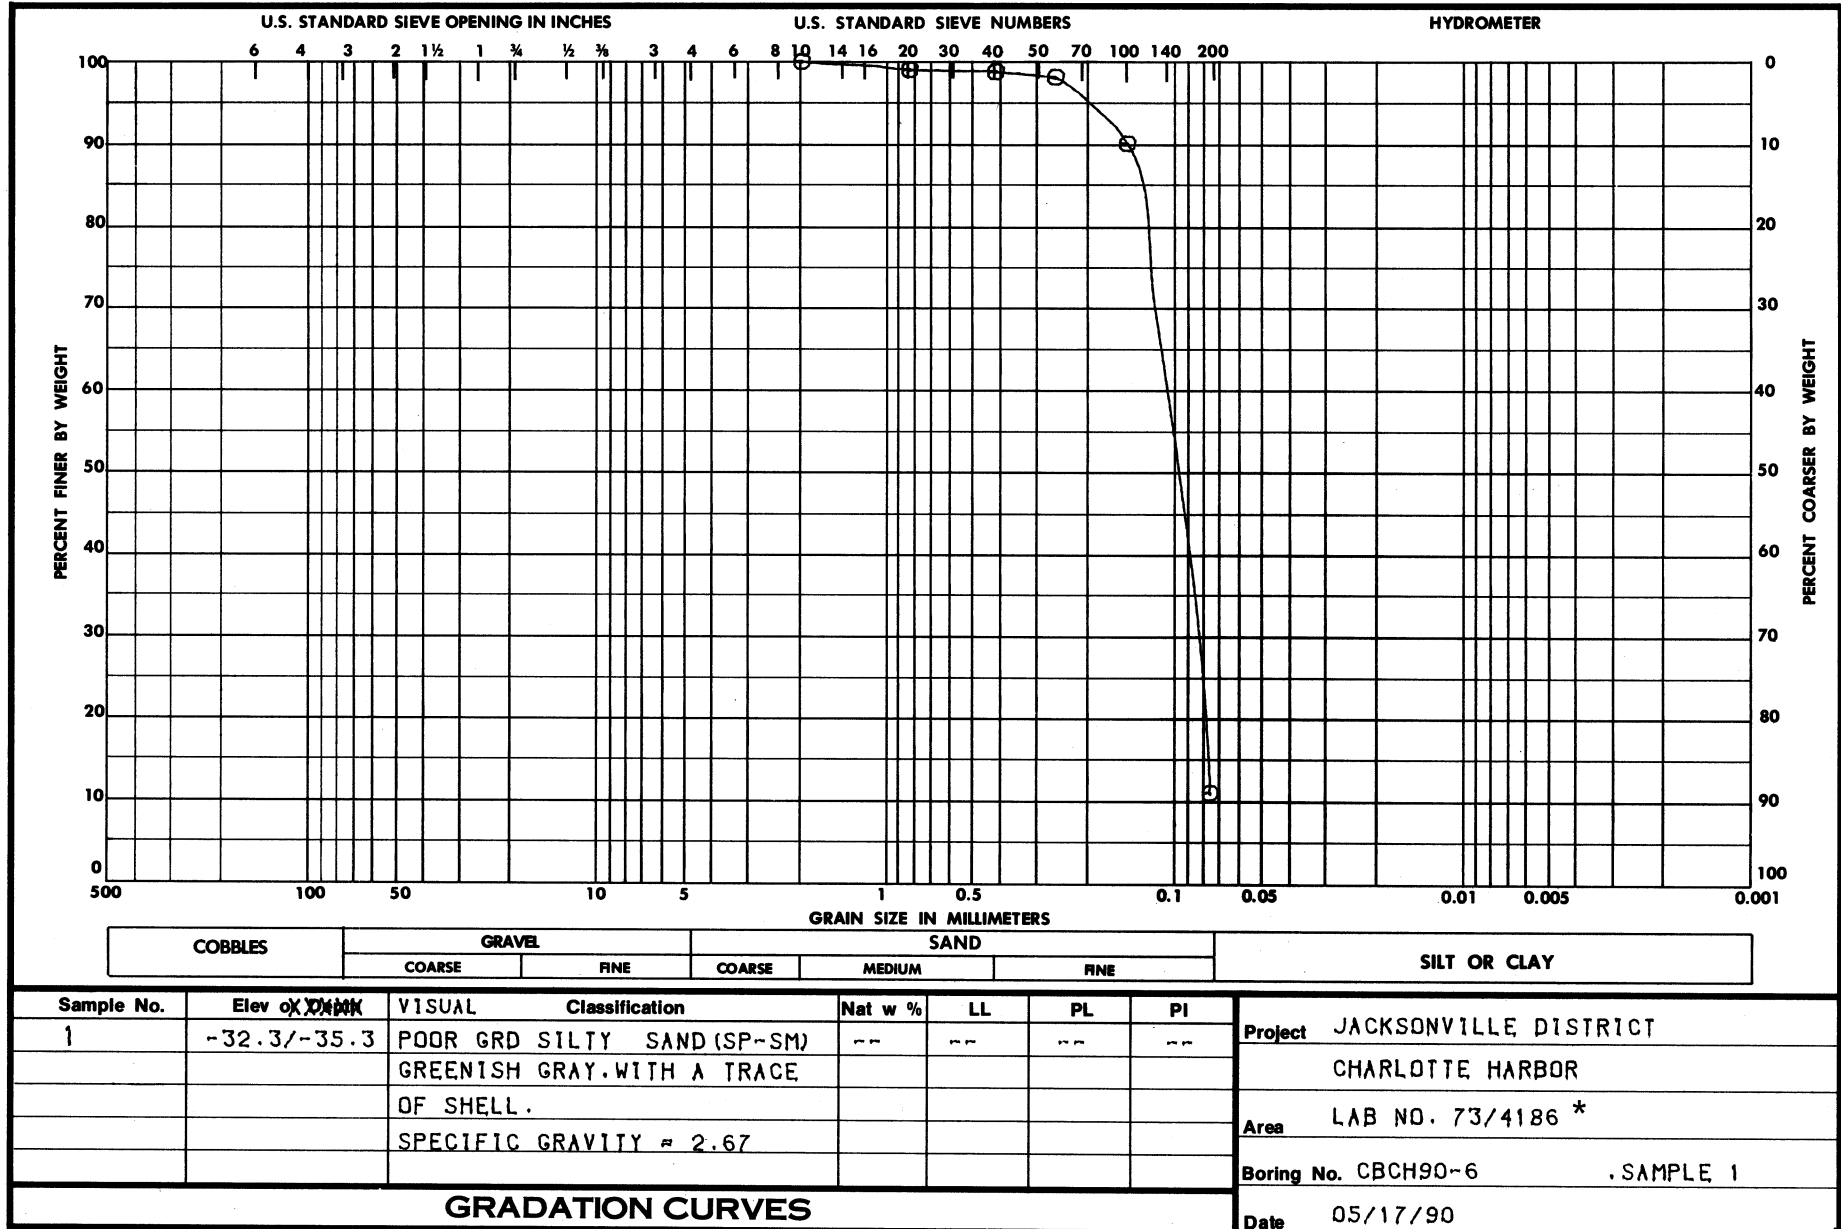 U.S. STANDARD SIEVE OPENING IN INCHES U.S. STANDARD SIEVE NUMBERS HYDROMETER
6 4 3 2 1½ 1 ¾ ½ ⅜ 3 4 6 8 10 14 16 20 30 40 50 70 100 140 200
100 0
90 10
80 20
70 30
60 40
50 50
40 60
30 70
20 80
10 90
0 100
PERCENT FINER BY WEIGHT
PERCENT COARSER BY WEIGHT
500 100 50 10 5 1 0.5 0.1 0.05 0.01 0.005 0.001
GRAIN SIZE IN MILLIMETERS
COBBLES GRAVEL SAND SILT OR CLAY
COARSE FINE COARSE MEDIUM FINE
Sample No. Elev or Depth VISUAL Classification Nat w % LL PL PI
1 -32.3/-35.3 POOR GRD SILTY SAND(SP-SM) -- -- -- --
GREENISH GRAY.WITH A TRACE
OF SHELL.
SPECIFIC GRAVITY = 2.67
GRADATION CURVES
Project JACKSONVILLE DISTRICT
CHARLOTTE HARBOR
Area LAB NO. 73/4186 *
Boring No. CBCH90-6 .SAMPLE 1
Date 05/17/90